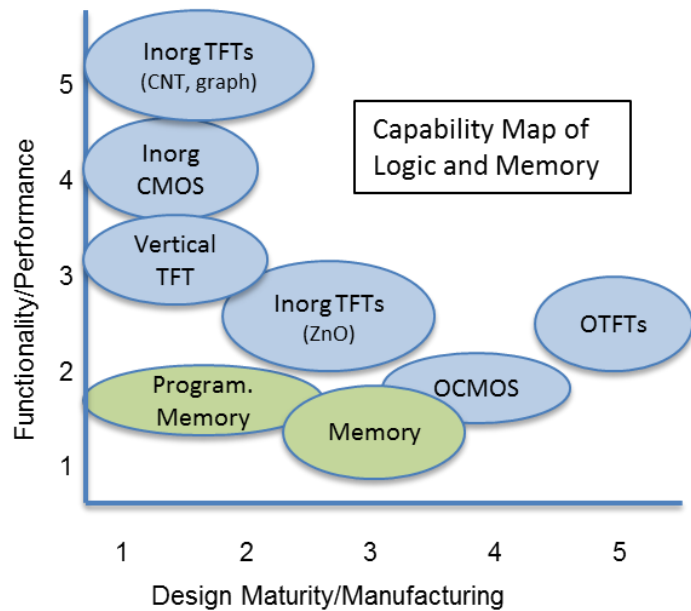 Inorg TFTs
(CNT, graph)
5
Capability Map of
Logic and Memory
Inorg
CMOS
4
Functionality/Performance
Vertical
TFT
3
Inorg TFTs
(ZnO)
OTFTs
2
Program.
Memory
OCMOS
Memory
1
1 2 3 4 5
Design Maturity/Manufacturing